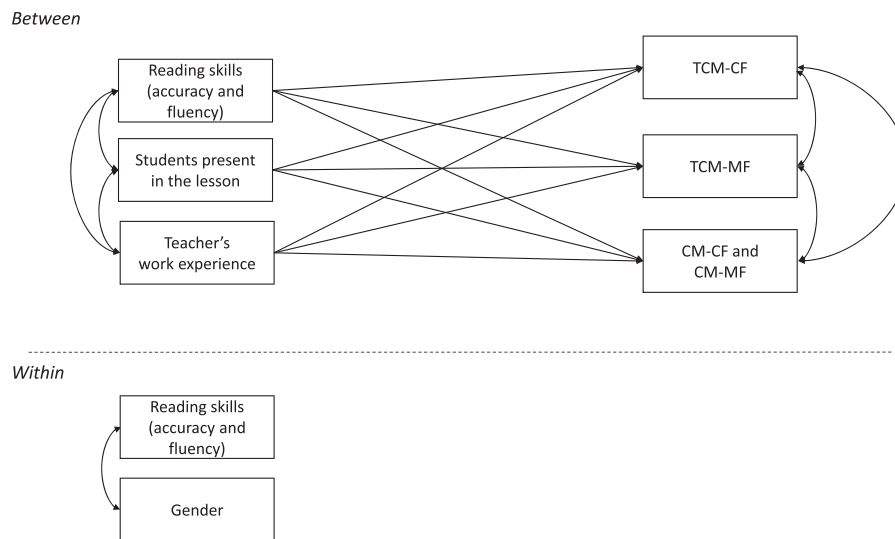 Between
Reading skills
(accuracy and
fluency)
Students present
in the lesson
Teacher’s
work experience
TCM-CF
TCM-MF
CM-CF and
CM-MF
Within
Reading skills
(accuracy and
fluency)
Gender